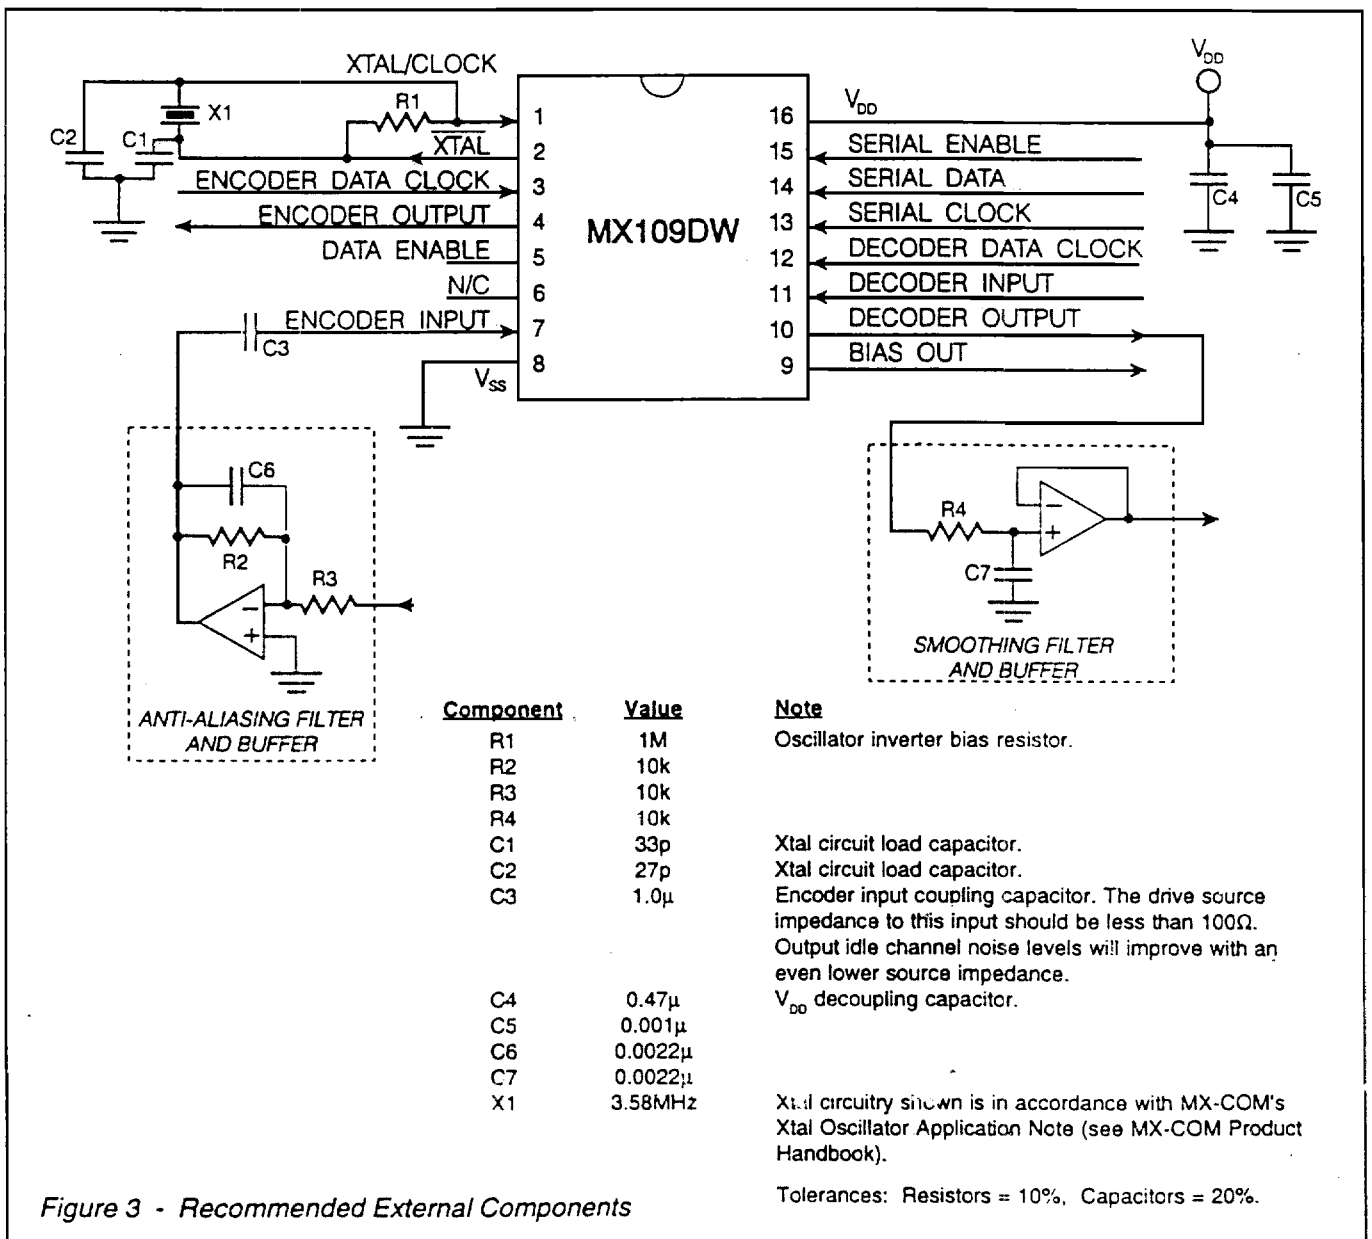 XTAL/CLOCK
V_DD
R1
X1
C2
C1
XTAL
ENCODER DATA CLOCK
ENCODER OUTPUT
DATA ENABLE
N/C
ENCODER INPUT
C3
V_SS
1
2
3
4
5
6
7
8
MX109DW
16
15
14
13
12
11
10
9
V_DD
SERIAL ENABLE
SERIAL DATA
SERIAL CLOCK
DECODER DATA CLOCK
DECODER INPUT
DECODER OUTPUT
BIAS OUT
C4
C5
C6
R2
R3
−
+
ANTI-ALIASING FILTER
AND BUFFER
R4
C7
−
+
SMOOTHING FILTER
AND BUFFER
Component Value Note
R1 1M Oscillator inverter bias resistor.
R2 10k
R3 10k
R4 10k
C1 33p Xtal circuit load capacitor.
C2 27p Xtal circuit load capacitor.
C3 1.0µ Encoder input coupling capacitor. The drive source
impedance to this input should be less than 100Ω.
Output idle channel noise levels will improve with an
even lower source impedance.
C4 0.47µ V_DD decoupling capacitor.
C5 0.001µ
C6 0.0022µ
C7 0.0022µ
X1 3.58MHz Xtal circuitry shown is in accordance with MX-COM's
Xtal Oscillator Application Note (see MX-COM Product
Handbook).
Tolerances: Resistors = 10%, Capacitors = 20%.
Figure 3 - Recommended External Components